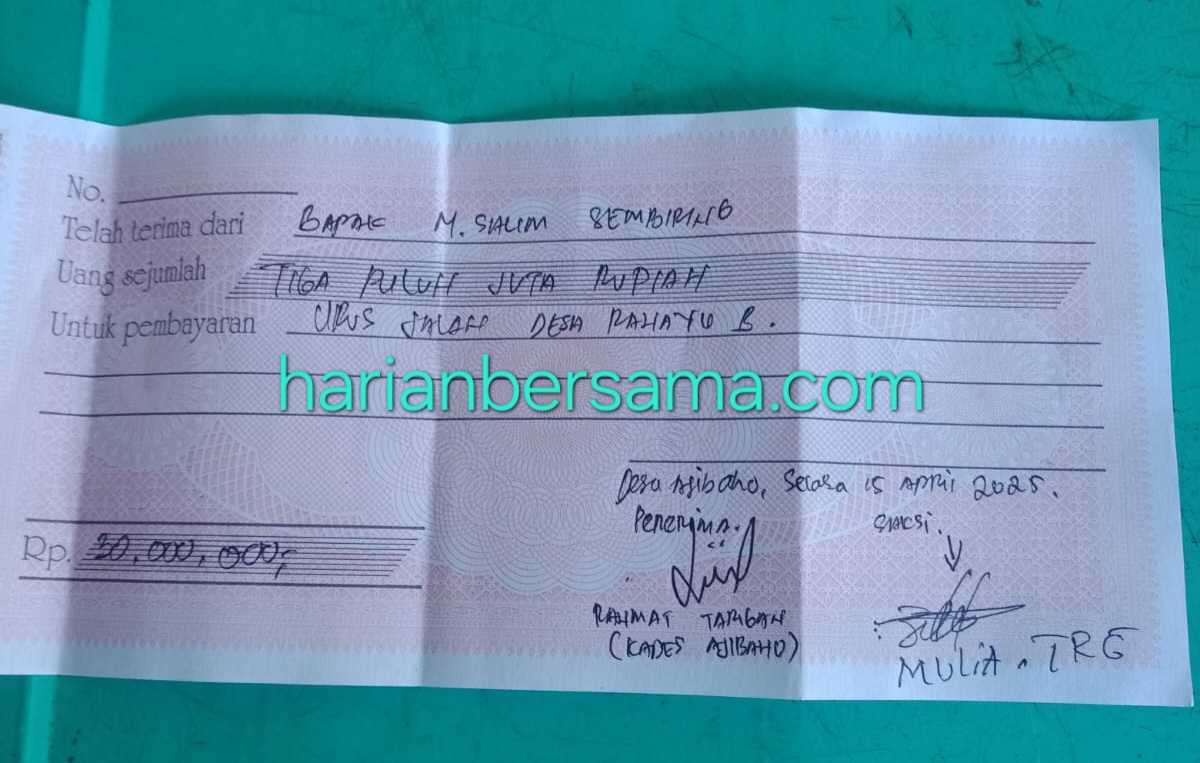 No.
Telah terima dari BAPAK M. SALIM SEMBIRING
Uang sejumlah TIGA PULUH JUTA RUPIAH
Untuk pembayaran URUS JALAN DESA RAHAYU B.
harianbersama.com
Desa Ajibaho, Selasa 15 April 2025.
Penerima. SAKSI.
Rp. 30.000.000,-
RAHMAT TARIGAN
(KADES AJIBAHO)
MULIA. TRG